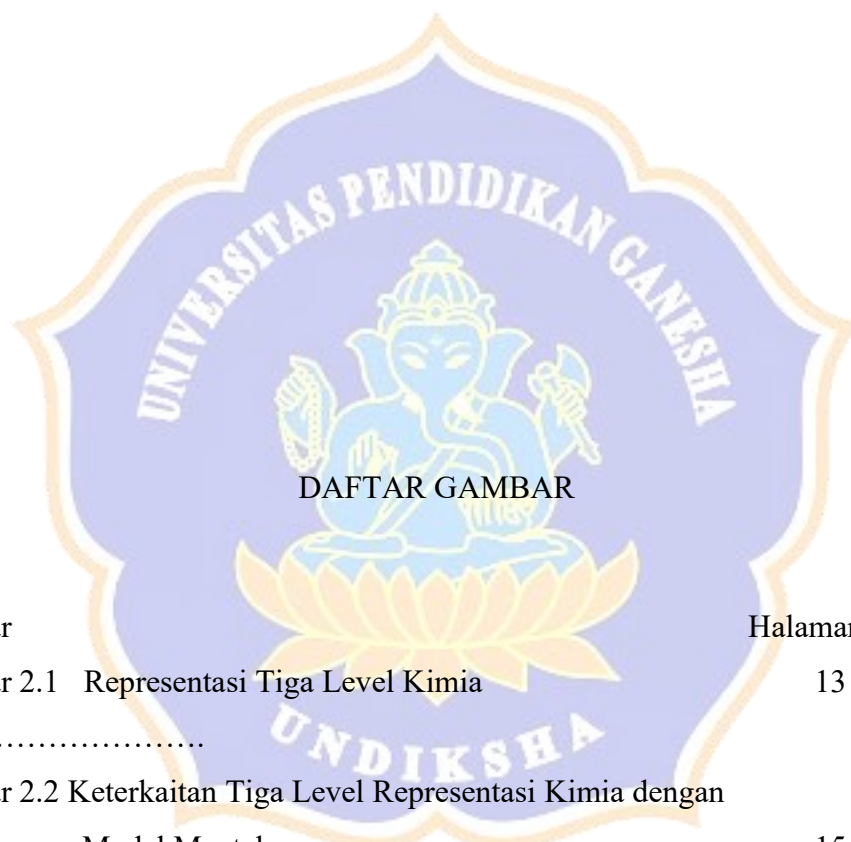 UNIVERSITAS PENDIDIKAN GANESHA
DAFTAR GAMBAR
r Halaman
r 2.1 Representasi Tiga Level Kimia 13
………………….
r 2.2 Keterkaitan Tiga Level Representasi Kimia dengan
UNDIKSHA